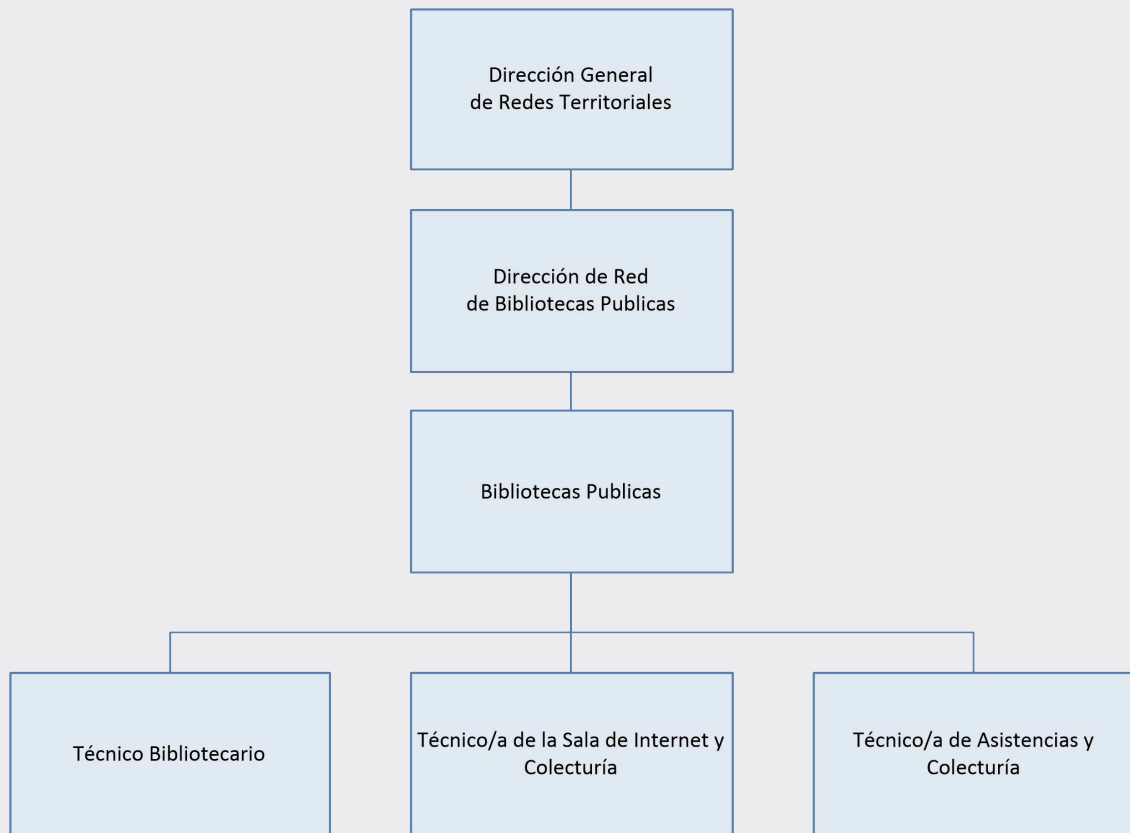 Dirección General
de Redes Territoriales
Dirección de Red
de Bibliotecas Publicas
Bibliotecas Publicas
Técnico Bibliotecario
Técnico/a de la Sala de Internet y
Colecturía
Técnico/a de Asistencias y
Colecturía